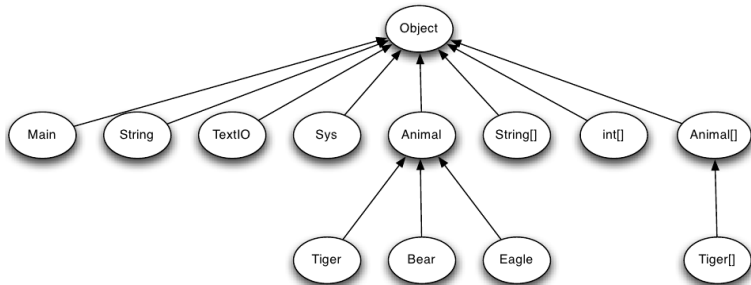 Object
Main
String
TextIO
Sys
Animal
String[]
int[]
Animal[]
Tiger
Bear
Eagle
Tiger[]